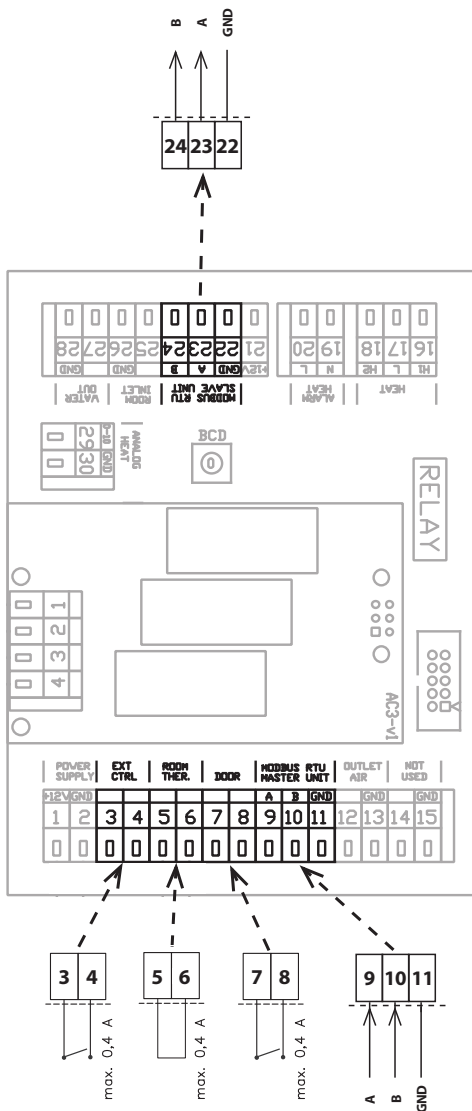 B
A
GND
24 23 22
28 27 26 25 24 23 22 21
20 19
18 17 16
GND GND B A GND +12V
L N
H2 L H1
WATER OUT
ROOM INLET
MODBUS RTU SLAVE UNIT
ALARM HEAT
HEAT
0-10 GND
29 30
ANALOG HEAT
BCD
RELAY
1
2
3
4
AC3-v1
POWER SUPPLY
EXT CTRL
ROOM THER.
DOOR
MODBUS RTU MASTER UNIT
OUTLET AIR
NOT USED
+12V GND A B GND GND GND
1 2 3 4 5 6 7 8 9 10 11 12 13 14 15
3 4
5 6
7 8
9 10 11
max. 0,4 A
max. 0,4 A
max. 0,4 A
A
B
GND